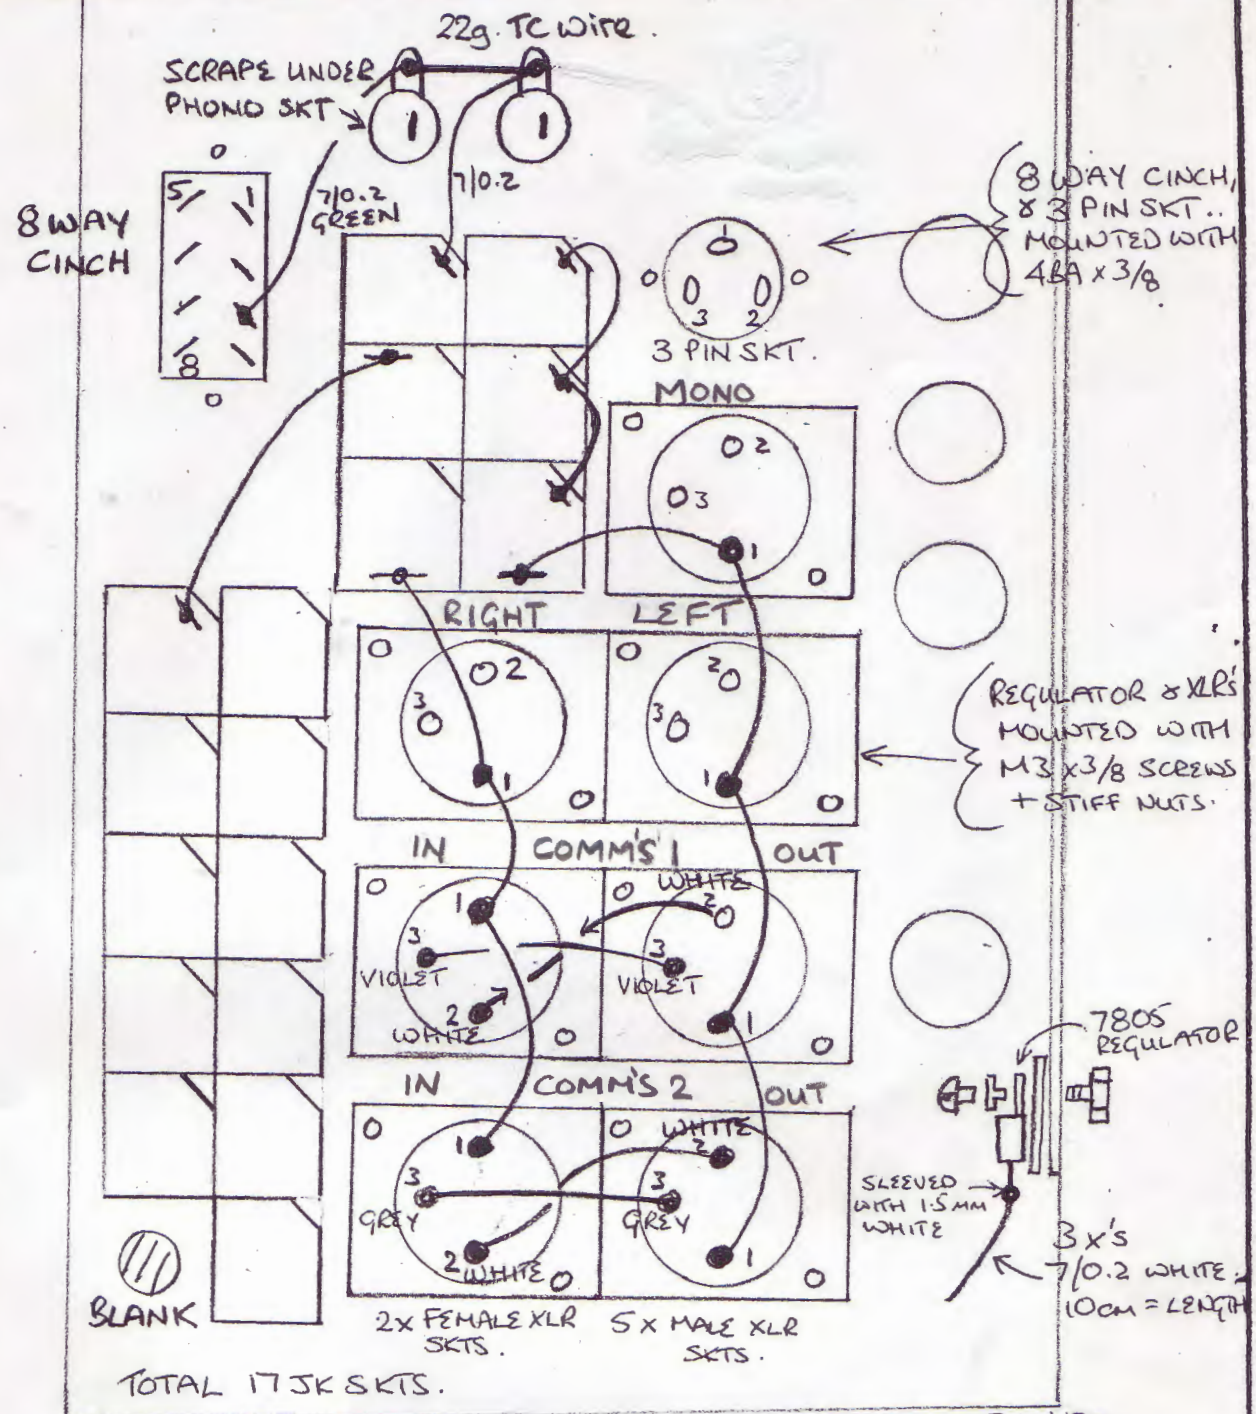 22g. TC WIRE.
SCRAPE UNDER
PHONO SKT
1
1
7/0.2
GREEN
7/0.2
8 WAY
CINCH
5
1
8
8 WAY CINCH,
& 3 PIN SKT..
MOUNTED WITH
4BA X 3/8
1
3
2
3 PIN SKT.
MONO
2
3
1
RIGHT
LEFT
2
3
1
2
3
1
REGULATOR & XLR'S
MOUNTED WITH
M3 X 3/8 SCREWS
+ STIFF NUTS.
IN
COMM'S 1
OUT
1
3
VIOLET
2
WHITE
WHITE
2
3
VIOLET
1
7805
REGULATOR
IN
COMM'S 2
OUT
1
3
GREY
2
WHITE
WHITE
2
3
GREY
1
SLEEVED
WITH 1.5MM
WHITE
3 X'S
7/0.2 WHITE.
10CM = LENGTH
BLANK
2 X FEMALE XLR
SKTS.
5 X MALE XLR
SKTS.
TOTAL 17 JK SKTS.